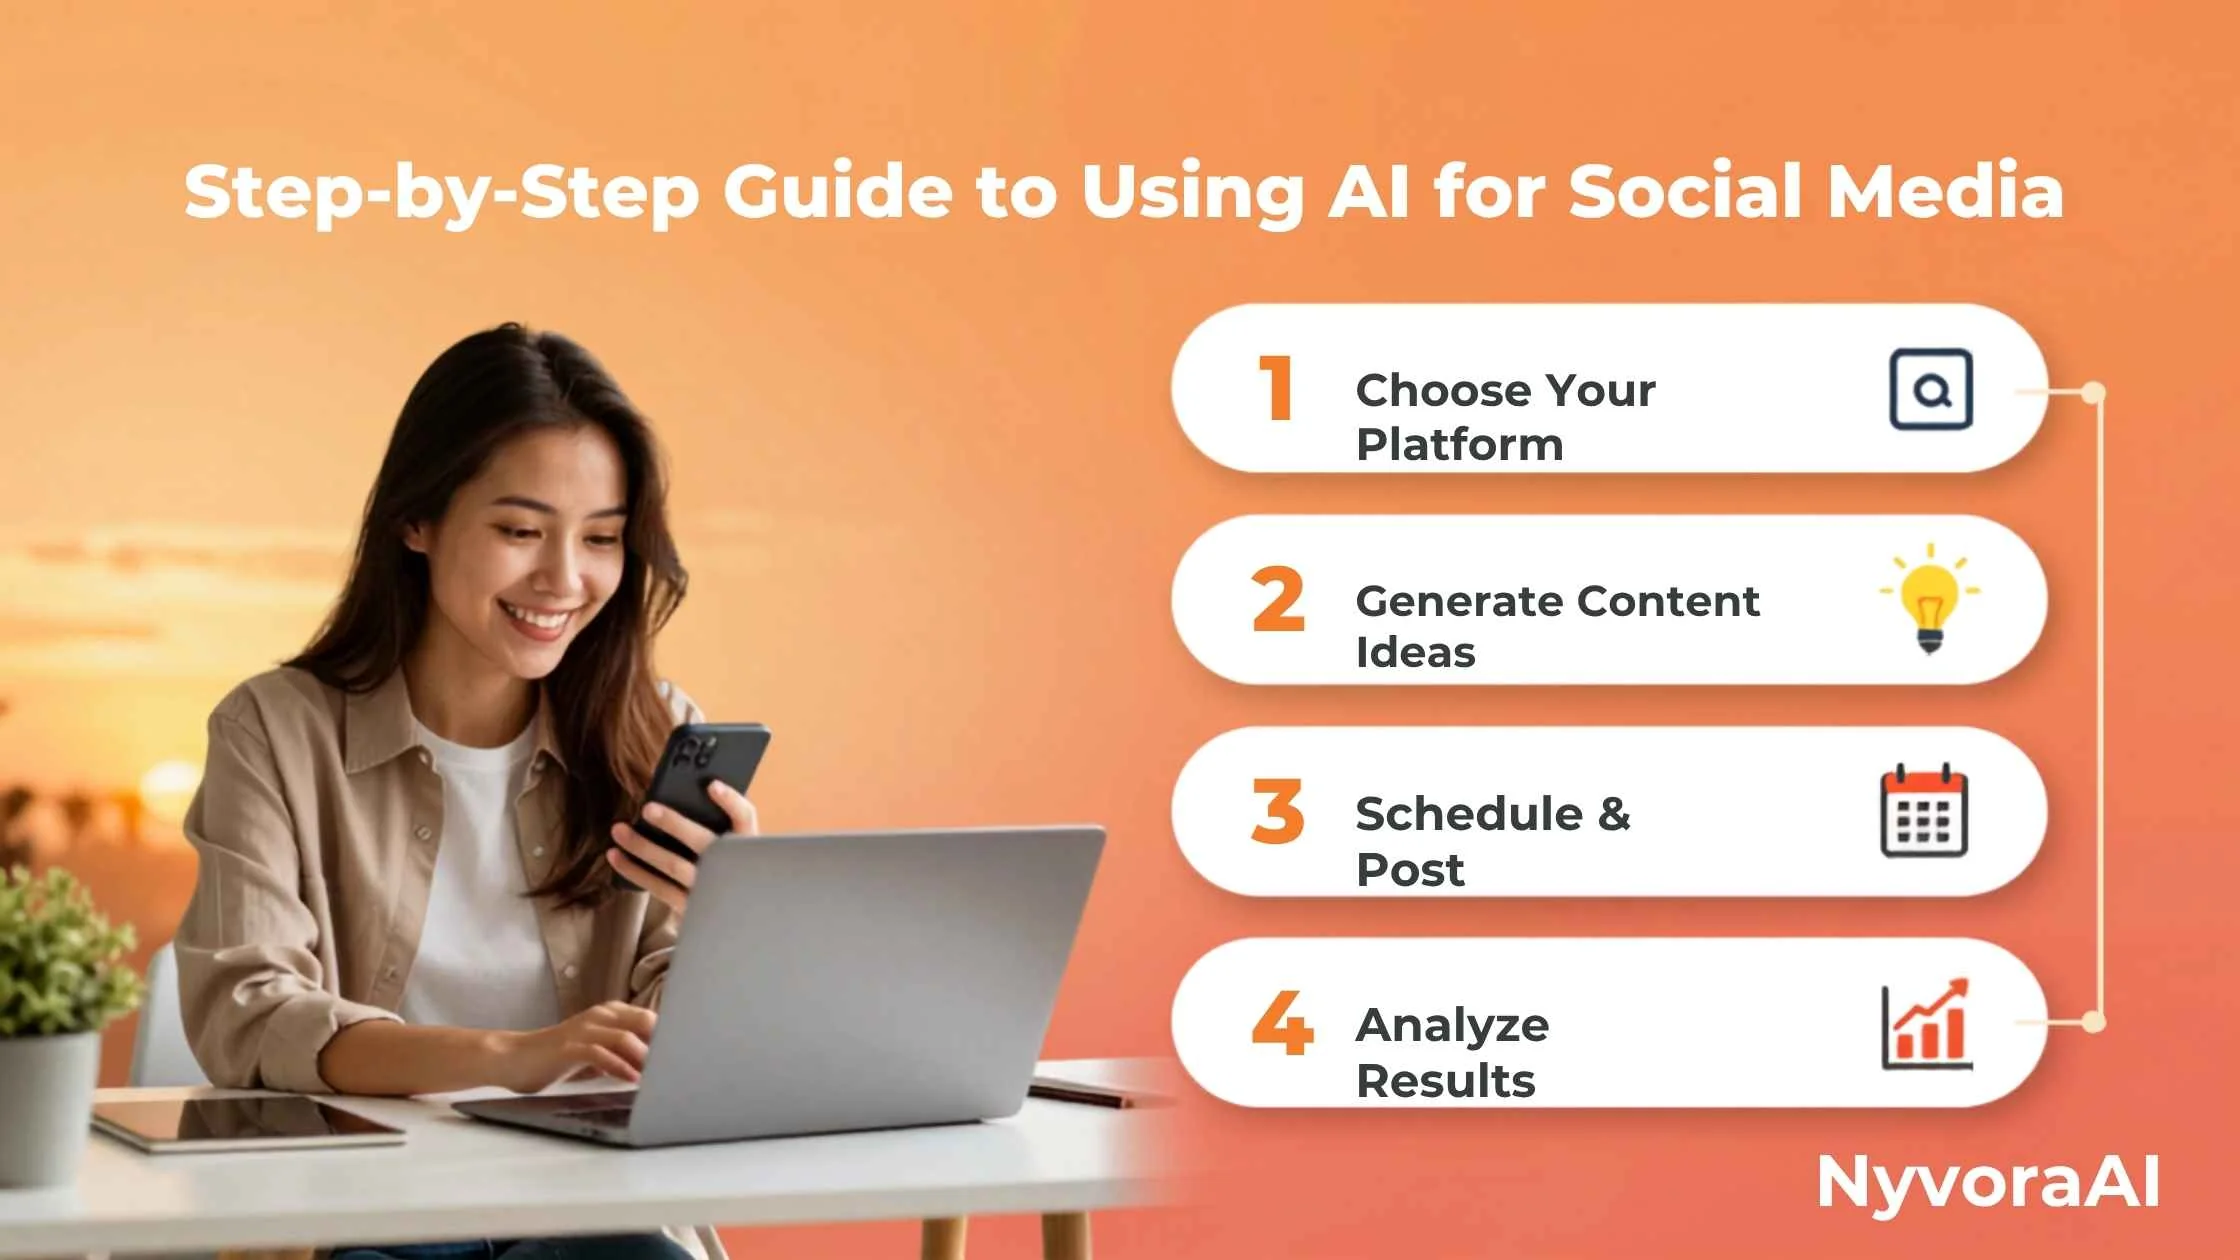 Step-by-Step Guide to Using AI for Social Media
1
Choose Your
Platform
2
Generate Content
Ideas
3
Schedule &
Post
4
Analyze
Results
NyvoraAI